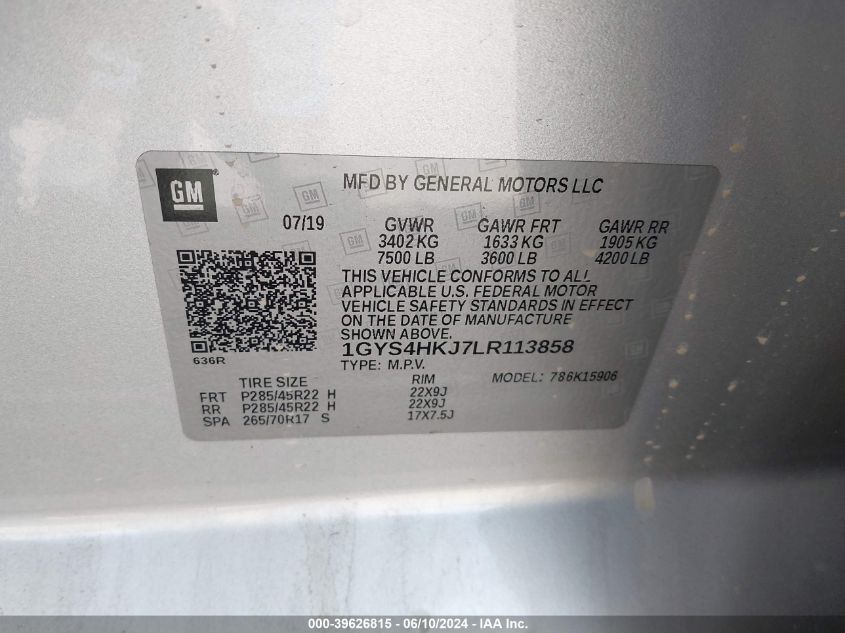 GM
MFD BY GENERAL MOTORS LLC
07/19 GVWR GAWR FRT GAWR RR
3402 KG 1633 KG 1905 KG
7500 LB 3600 LB 4200 LB
THIS VEHICLE CONFORMS TO ALL
APPLICABLE U.S. FEDERAL MOTOR
VEHICLE SAFETY STANDARDS IN EFFECT
ON THE DATE OF MANUFACTURE
SHOWN ABOVE.
636R
1GYS4HKJ7LR113858
TYPE: M.P.V. MODEL: 786K15906
TIRE SIZE RIM
FRT P285/45R22 H 22X9J
RR P285/45R22 H 22X9J
SPA 265/70R17 S 17X7.5J
000-39626815 - 06/10/2024 - IAA Inc.